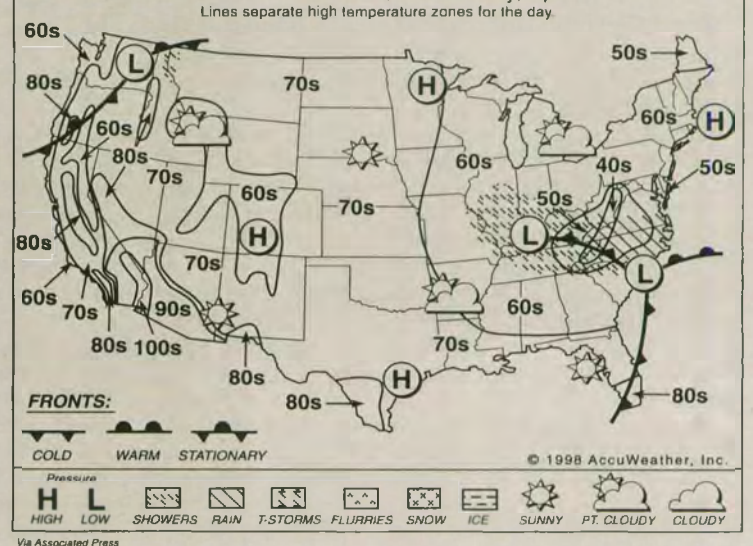 Lines separate high temperature zones for the day.
60s
L
H
50s
80s
70s
60s
H
60s
80s
70s
60s
60s
40s
50s
70s
50s
80s
H
70s
L
L
60s
70s
90s
60s
80s
100s
70s
80s
H
80s
80s
FRONTS:
COLD WARM STATIONARY
© 1998 AccuWeather, Inc.
Pressure
H L
HIGH LOW SHOWERS RAIN T-STORMS FLURRIES SNOW ICE SUNNY PT. CLOUDY CLOUDY
Via Associated Press